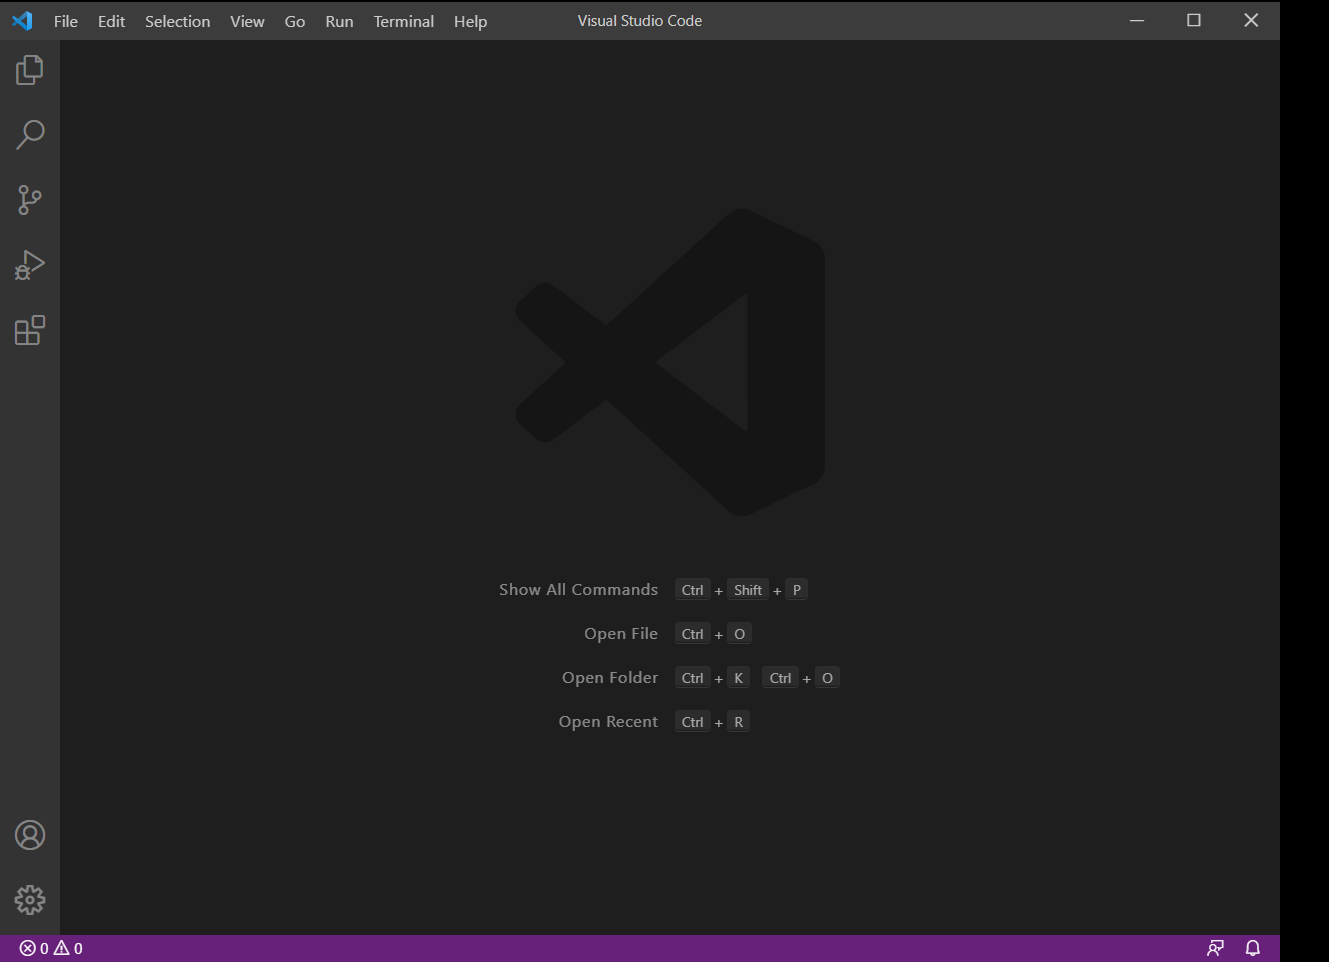 File Edit Selection View Go Run Terminal Help Visual Studio Code
Show All Commands Ctrl + Shift + P
Open File Ctrl + O
Open Folder Ctrl + K Ctrl + O
Open Recent Ctrl + R
0 0